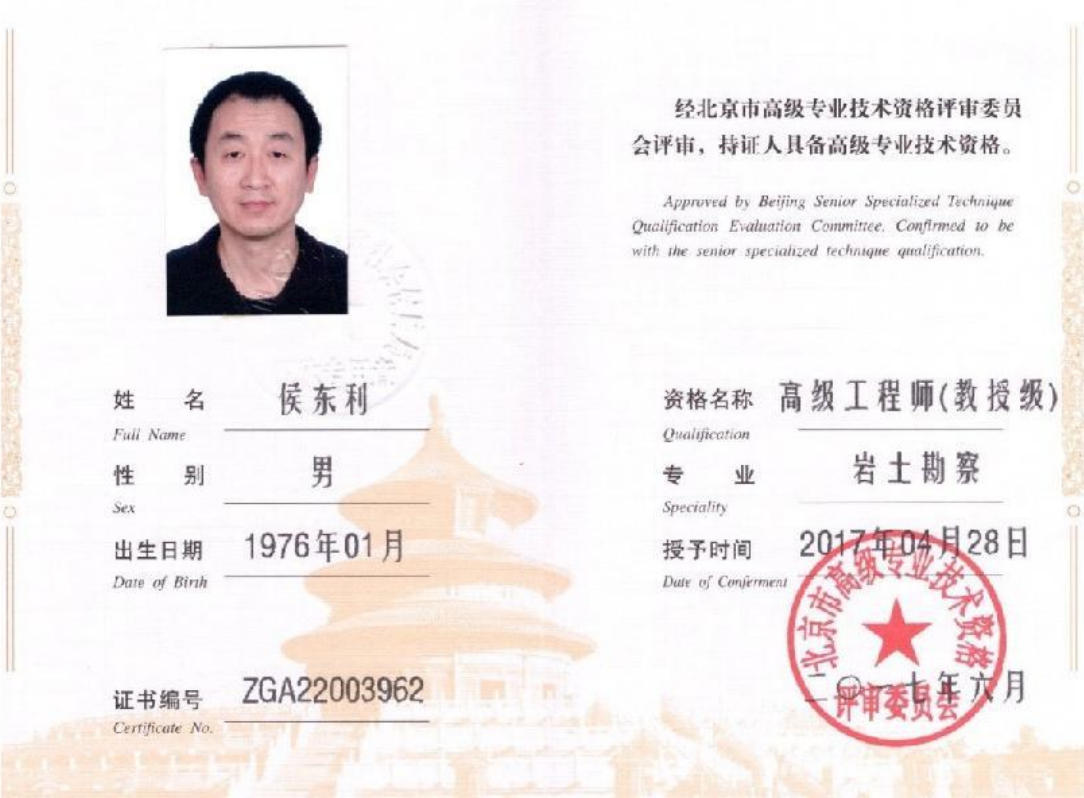 经北京市高级专业技术资格评审委员
会评审，持证人具备高级专业技术资格。
Approved by Beijing Senior Specialized Technique
Qualification Evaluation Committee. Confirmed to be
with the senior specialized technique qualification.
姓 名 侯东利
Full Name
性 别 男
Sex
出生日期 1976年01月
Date of Birth
证书编号 ZGA22003962
Certificate No.
资格名称 高级工程师(教授级)
Qualification
专 业 岩土勘察
Speciality
授予时间 2017年04月28日
Date of Conferment
北京市高级专业技术资格
评审委员会
二〇一七年六月